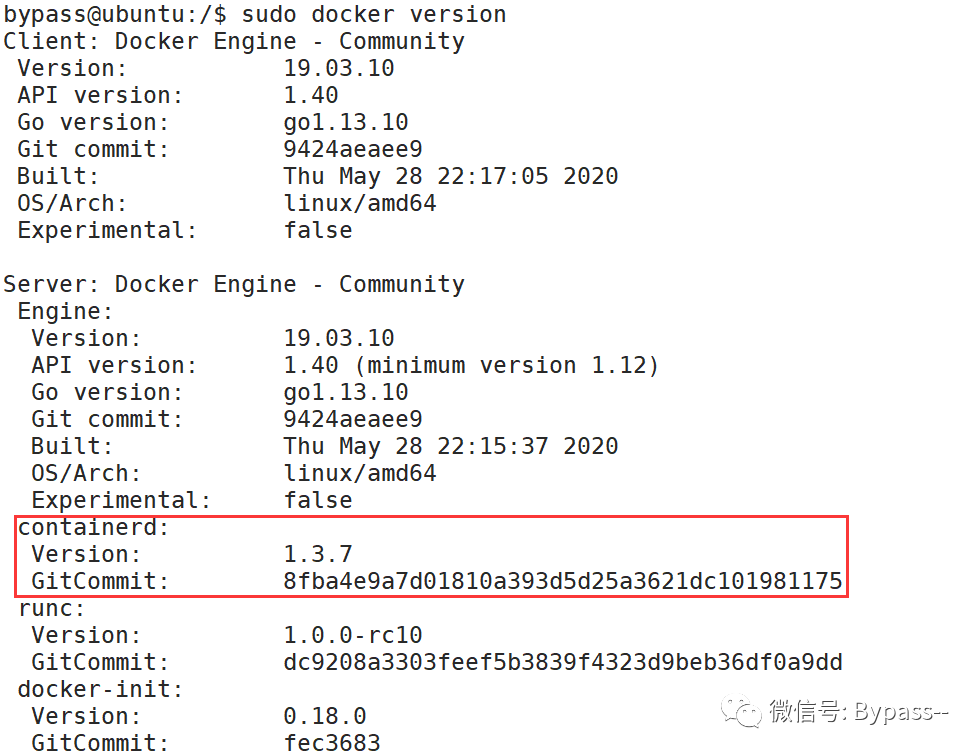 bypass@ubuntu:/$ sudo docker version
Client: Docker Engine - Community
 Version:           19.03.10
 API version:       1.40
 Go version:        go1.13.10
 Git commit:        9424aeaee9
 Built:             Thu May 28 22:17:05 2020
 OS/Arch:           linux/amd64
 Experimental:      false

Server: Docker Engine - Community
 Engine:
  Version:          19.03.10
  API version:      1.40 (minimum version 1.12)
  Go version:       go1.13.10
  Git commit:       9424aeaee9
  Built:            Thu May 28 22:15:37 2020
  OS/Arch:          linux/amd64
  Experimental:     false
 containerd:
  Version:          1.3.7
  GitCommit:        8fba4e9a7d01810a393d5d25a3621dc101981175
 runc:
  Version:          1.0.0-rc10
  GitCommit:        dc9208a3303feef5b3839f4323d9beb36df0a9dd
 docker-init:
  Version:          0.18.0
  GitCommit:        fec3683
微信号: Bypass--